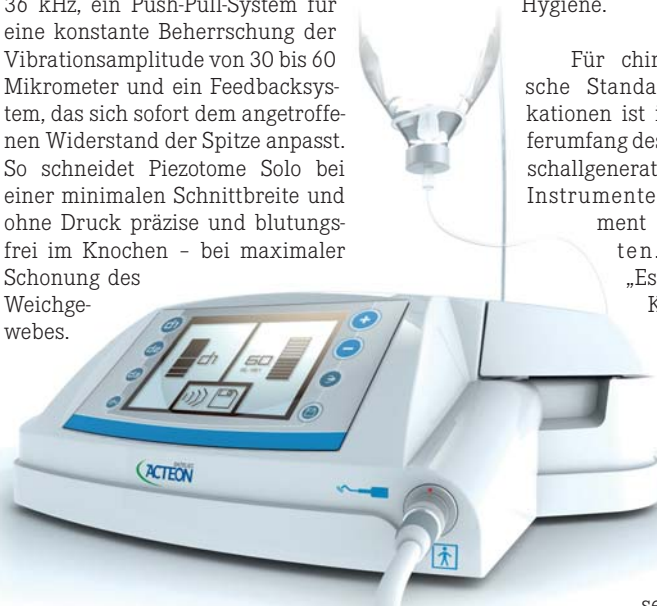 36 kHz, ein Push-Pull-System für
eine konstante Beherrschung der
Vibrationsamplitude von 30 bis 60
Mikrometer und ein Feedbacksys-
tem, das sich sofort dem angetroffe-
nen Widerstand der Spitze anpasst.
So schneidet Piezotome Solo bei
einer minimalen Schnittbreite und
ohne Druck präzise und blutungs-
frei im Knochen – bei maximaler
Schonung des
Weichge-
webes.
Hygiene.
Für chir
sche Standa
kationen ist
ferumfang des
schallgenerat
Instrumente
ment
ten.
„Es
K
se
ch
60
ACTEON